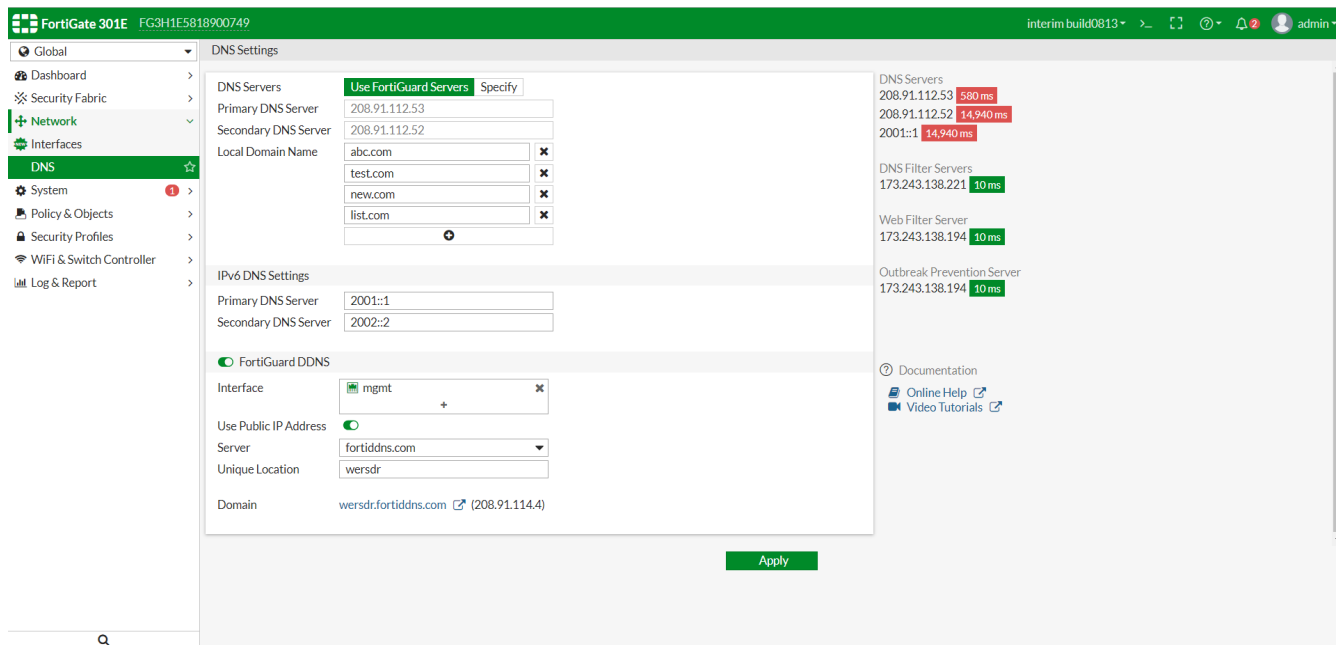 FortiGate 301E FG3H1E5818900749
interim build0813 >_ 2 admin
Global
Dashboard
Security Fabric
Network
Interfaces
DNS
System 1
Policy & Objects
Security Profiles
WiFi & Switch Controller
Log & Report
DNS Settings
DNS Servers Use FortiGuard Servers Specify
Primary DNS Server 208.91.112.53
Secondary DNS Server 208.91.112.52
Local Domain Name abc.com
test.com
new.com
list.com
IPv6 DNS Settings
Primary DNS Server 2001::1
Secondary DNS Server 2002::2
FortiGuard DDNS
Interface mgmt
+
Use Public IP Address
Server fortiddns.com
Unique Location wersdr
Domain wersdr.fortiddns.com (208.91.114.4)
Apply
DNS Servers
208.91.112.53 580 ms
208.91.112.52 14,940 ms
2001::1 14,940 ms
DNS Filter Servers
173.243.138.221 10 ms
Web Filter Server
173.243.138.194 10 ms
Outbreak Prevention Server
173.243.138.194 10 ms
Documentation
Online Help
Video Tutorials